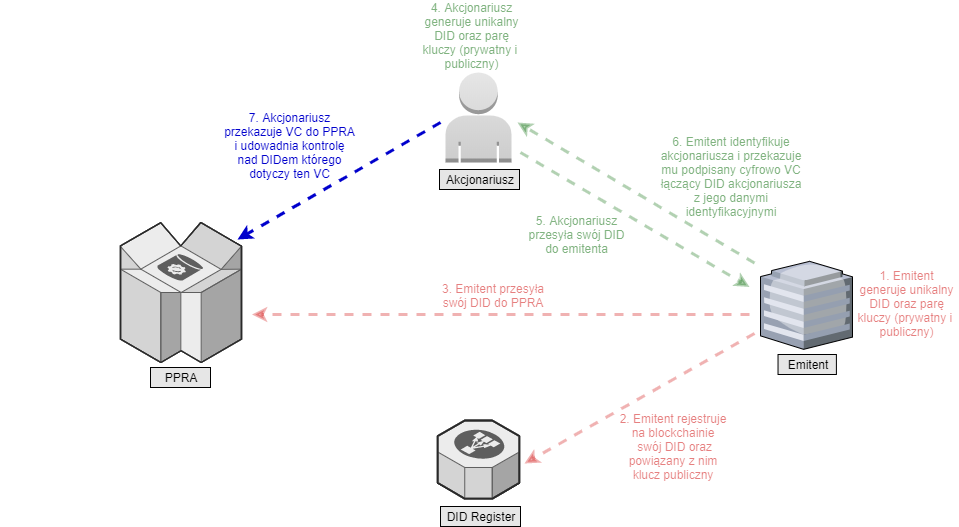 4. Akcjonariusz
generuje unikalny
DID oraz parę
kluczy (prywatny i
publiczny)
7. Akcjonariusz
przekazuje VC do PPRA
i udowadnia kontrolę
nad DIDem którego
dotyczy ten VC
Akcjonariusz
6. Emitent identyfikuje
akcjonariusza i przekazuje
mu podpisany cyfrowo VC
łączący DID akcjonariusza
z jego danymi
identyfikacyjnymi
5. Akcjonariusz
przesyła swój DID
do emitenta
3. Emitent przesyła
swój DID do PPRA
1. Emitent
generuje unikalny
DID oraz parę
kluczy (prywatny i
publiczny)
PPRA
Emitent
2. Emitent rejestruje
na blockchainie
swój DID oraz
powiązany z nim
klucz publiczny
DID Register